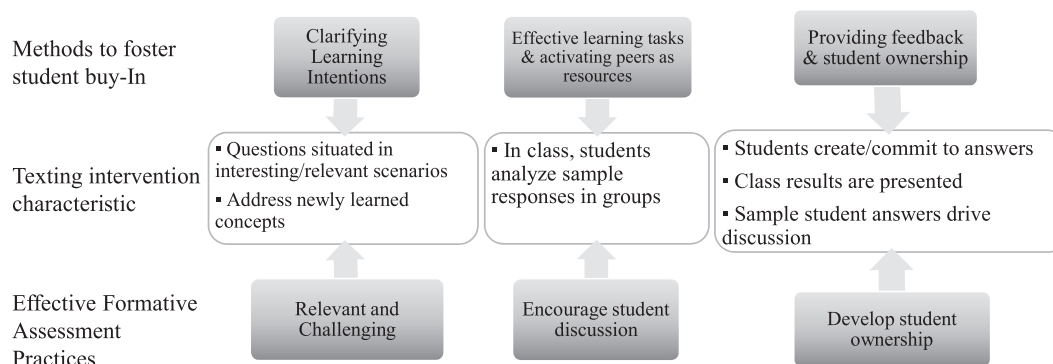 Methods to foster
student buy-In
Clarifying
Learning
Intentions
Effective learning tasks
& activating peers as
resources
Providing feedback
& student ownership
Texting intervention
characteristic
▪ Questions situated in
interesting/relevant scenarios
▪ Address newly learned
concepts
▪ In class, students
analyze sample
responses in groups
▪ Students create/commit to answers
▪ Class results are presented
▪ Sample student answers drive
discussion
Effective Formative
Assessment
Practices
Relevant and
Challenging
Encourage student
discussion
Develop student
ownership